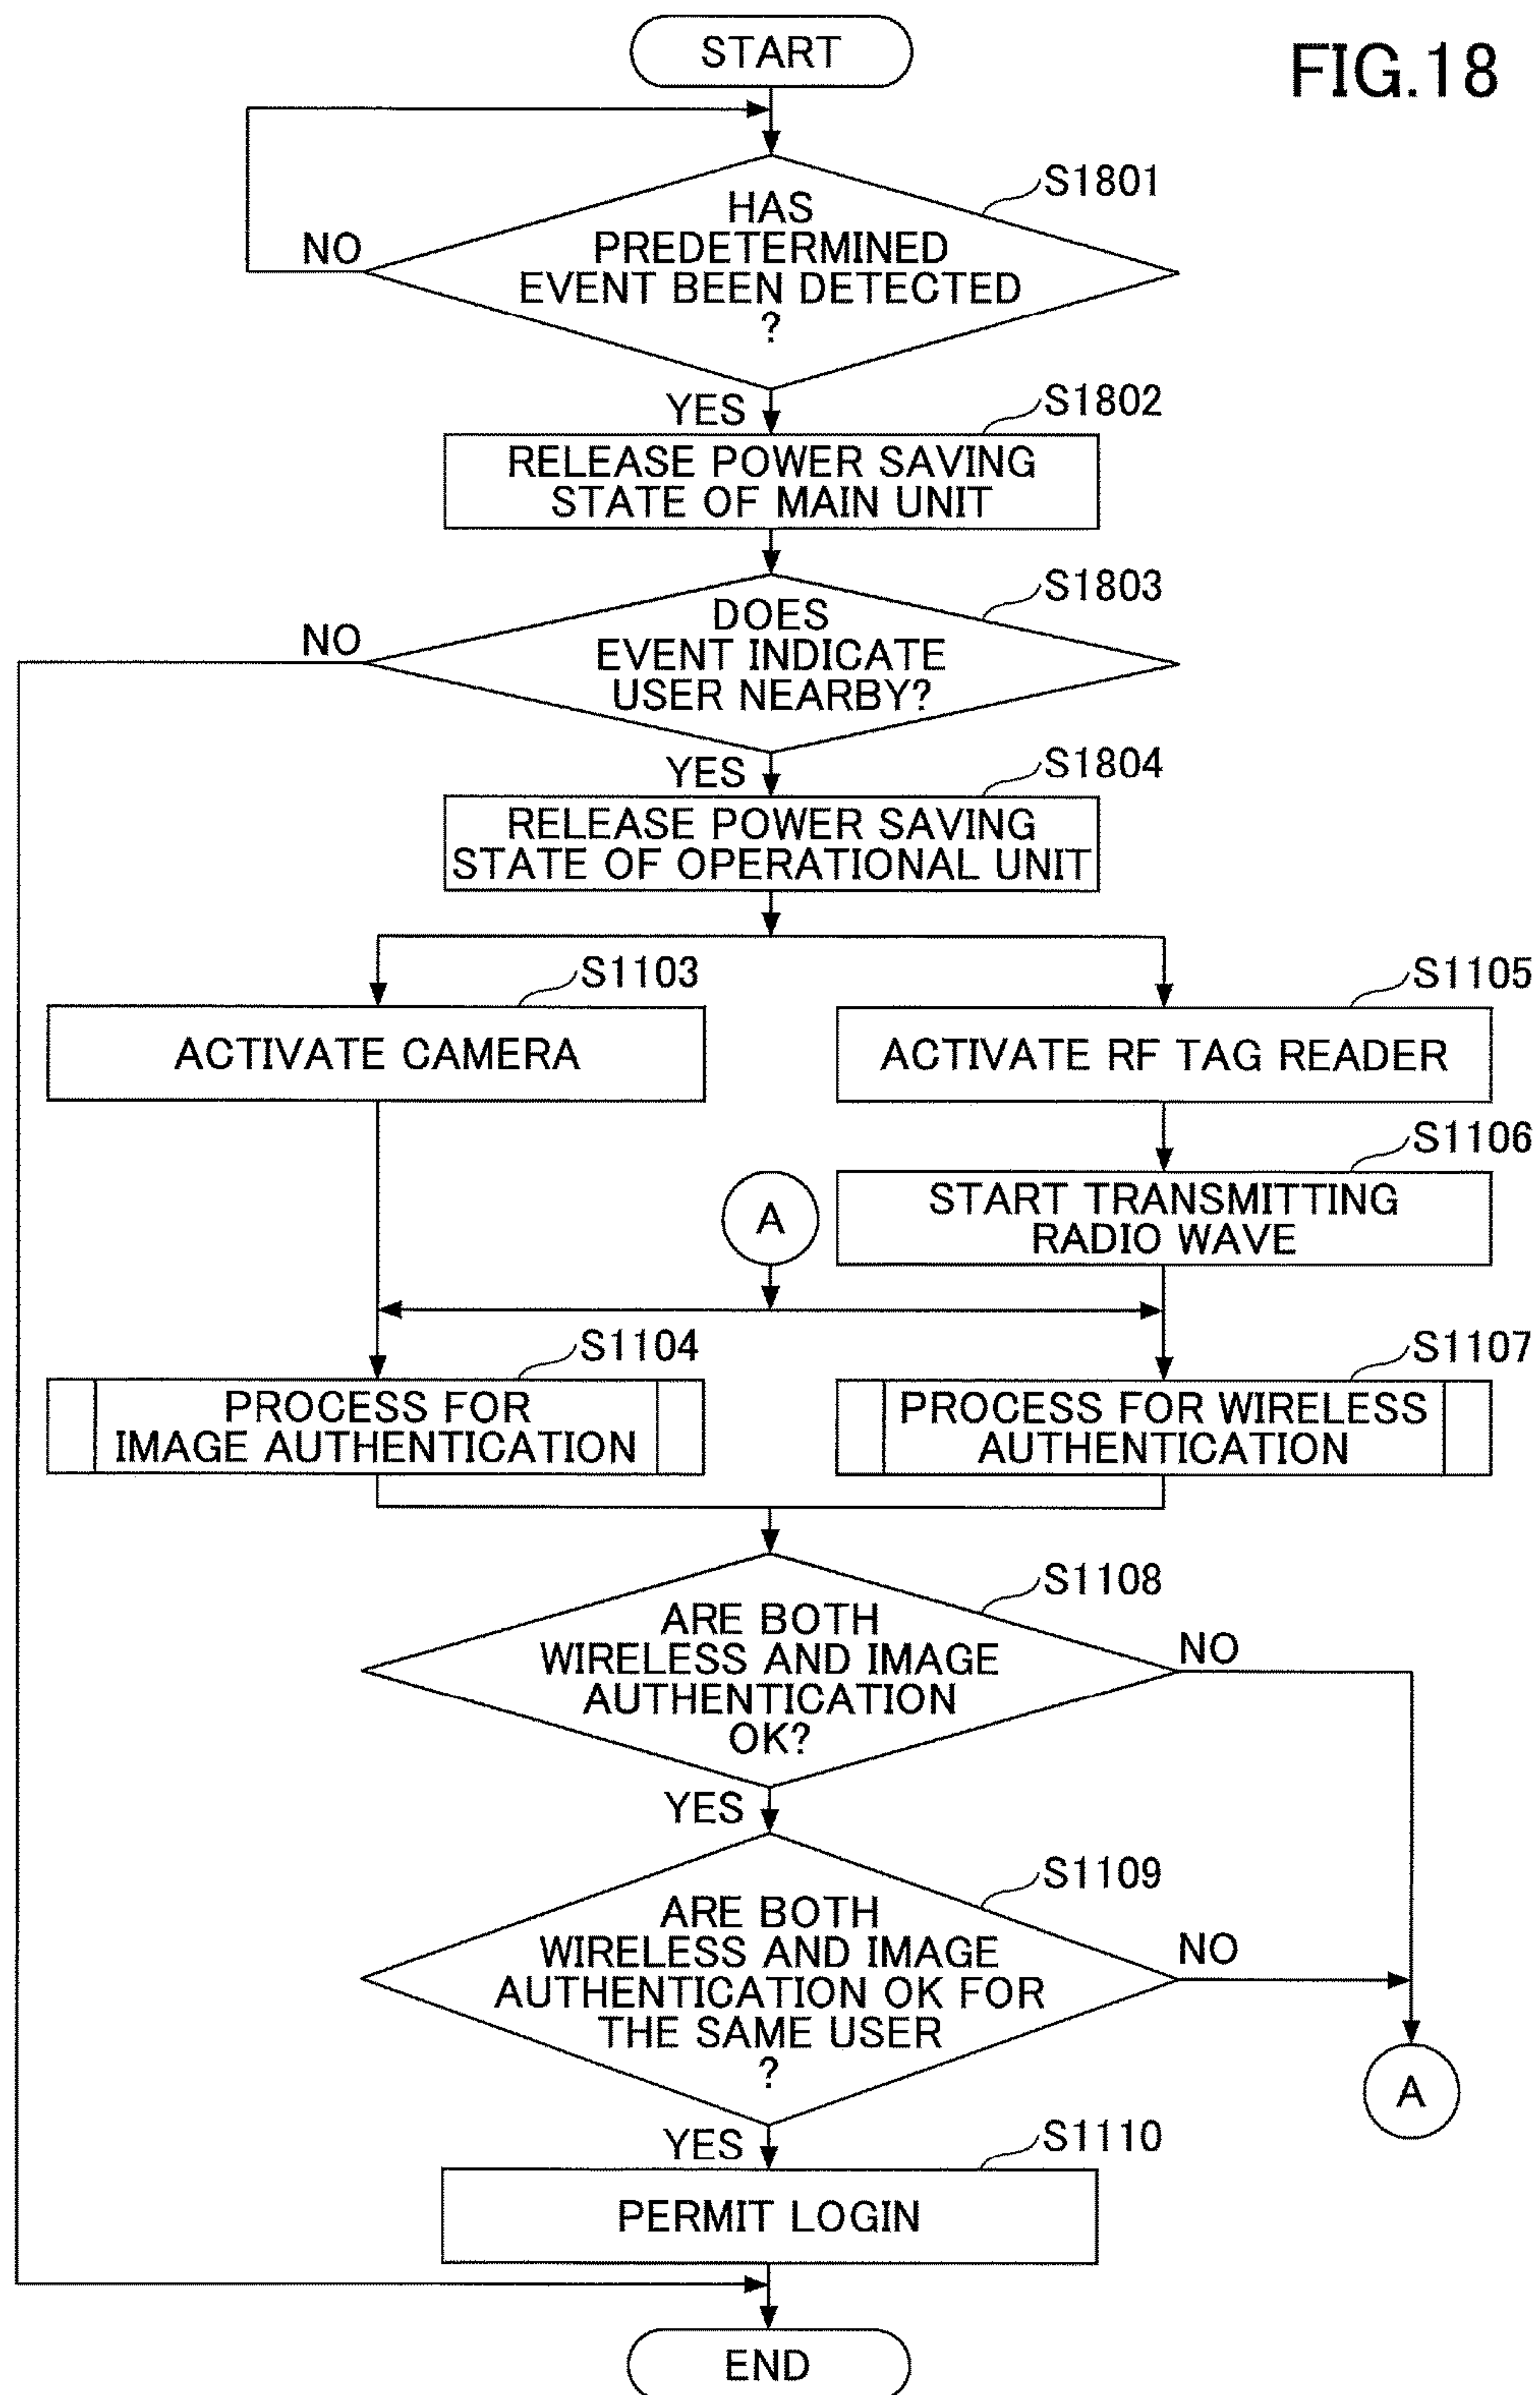 START
FIG.18
S1801
HAS
PREDETERMINED
EVENT BEEN DETECTED
?
NO
YES
S1802
RELEASE POWER SAVING
STATE OF MAIN UNIT
S1803
DOES
EVENT INDICATE
USER NEARBY?
NO
YES
S1804
RELEASE POWER SAVING
STATE OF OPERATIONAL UNIT
S1103
ACTIVATE CAMERA
S1105
ACTIVATE RF TAG READER
S1106
START TRANSMITTING
RADIO WAVE
A
S1104
PROCESS FOR
IMAGE AUTHENTICATION
S1107
PROCESS FOR WIRELESS
AUTHENTICATION
S1108
ARE BOTH
WIRELESS AND IMAGE
AUTHENTICATION
OK?
NO
YES
S1109
ARE BOTH
WIRELESS AND IMAGE
AUTHENTICATION OK FOR
THE SAME USER
?
NO
A
YES
S1110
PERMIT LOGIN
END